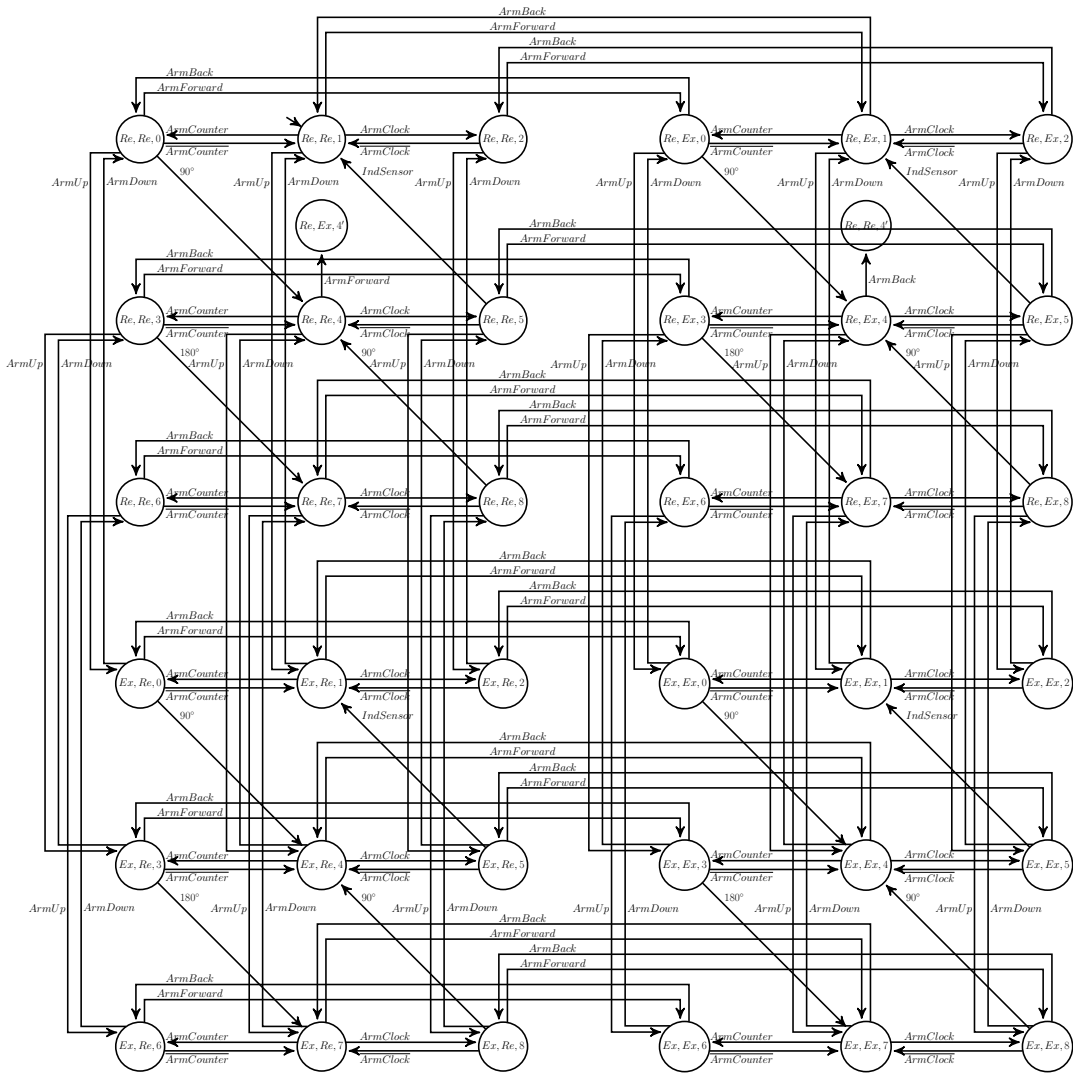 ArmBack
ArmForward
ArmBack
ArmForward
ArmBack
ArmForward
ArmCounter ArmClock ArmCounter ArmClock
Re, Re, 0 Re, Re, 1 Re, Re, 2 Re, Ex, 0 Re, Ex, 1 Re, Ex, 2
ArmCounter ArmClock ArmCounter ArmClock
90° IndSensor 90° IndSensor
ArmUp ArmDown ArmUp ArmDown ArmUp ArmDown ArmUp ArmDown ArmUp ArmDown ArmUp ArmDown
Re, Ex, 4′ Re, Re, 4′
ArmBack
ArmForward
ArmBack
ArmForward
ArmForward ArmBack
ArmCounter ArmClock ArmCounter ArmClock
Re, Re, 3 Re, Re, 4 Re, Re, 5 Re, Ex, 3 Re, Ex, 4 Re, Ex, 5
ArmCounter ArmClock ArmCounter ArmClock
180° 90° 180° 90°
ArmUp ArmDown ArmUp ArmDown ArmUp ArmDown ArmUp ArmDown ArmUp ArmDown ArmUp ArmDown
ArmBack
ArmForward
ArmBack
ArmForward
ArmBack
ArmForward
ArmCounter ArmClock ArmCounter ArmClock
Re, Re, 6 Re, Re, 7 Re, Re, 8 Re, Ex, 6 Re, Ex, 7 Re, Ex, 8
ArmCounter ArmClock ArmCounter ArmClock
ArmBack
ArmForward
ArmBack
ArmForward
ArmBack
ArmForward
ArmCounter ArmClock ArmCounter ArmClock
Ex, Re, 0 Ex, Re, 1 Ex, Re, 2 Ex, Ex, 0 Ex, Ex, 1 Ex, Ex, 2
ArmCounter ArmClock ArmCounter ArmClock
90° IndSensor 90° IndSensor
ArmBack
ArmForward
ArmBack
ArmForward
ArmBack
ArmForward
ArmCounter ArmClock ArmCounter ArmClock
Ex, Re, 3 Ex, Re, 4 Ex, Re, 5 Ex, Ex, 3 Ex, Ex, 4 Ex, Ex, 5
ArmCounter ArmClock ArmCounter ArmClock
180° 90° 180° 90°
ArmUp ArmDown ArmUp ArmDown ArmUp ArmDown ArmUp ArmDown ArmUp ArmDown ArmUp ArmDown
ArmBack
ArmForward
ArmBack
ArmForward
ArmBack
ArmForward
ArmCounter ArmClock ArmCounter ArmClock
Ex, Re, 6 Ex, Re, 7 Ex, Re, 8 Ex, Ex, 6 Ex, Ex, 7 Ex, Ex, 8
ArmCounter ArmClock ArmCounter ArmClock